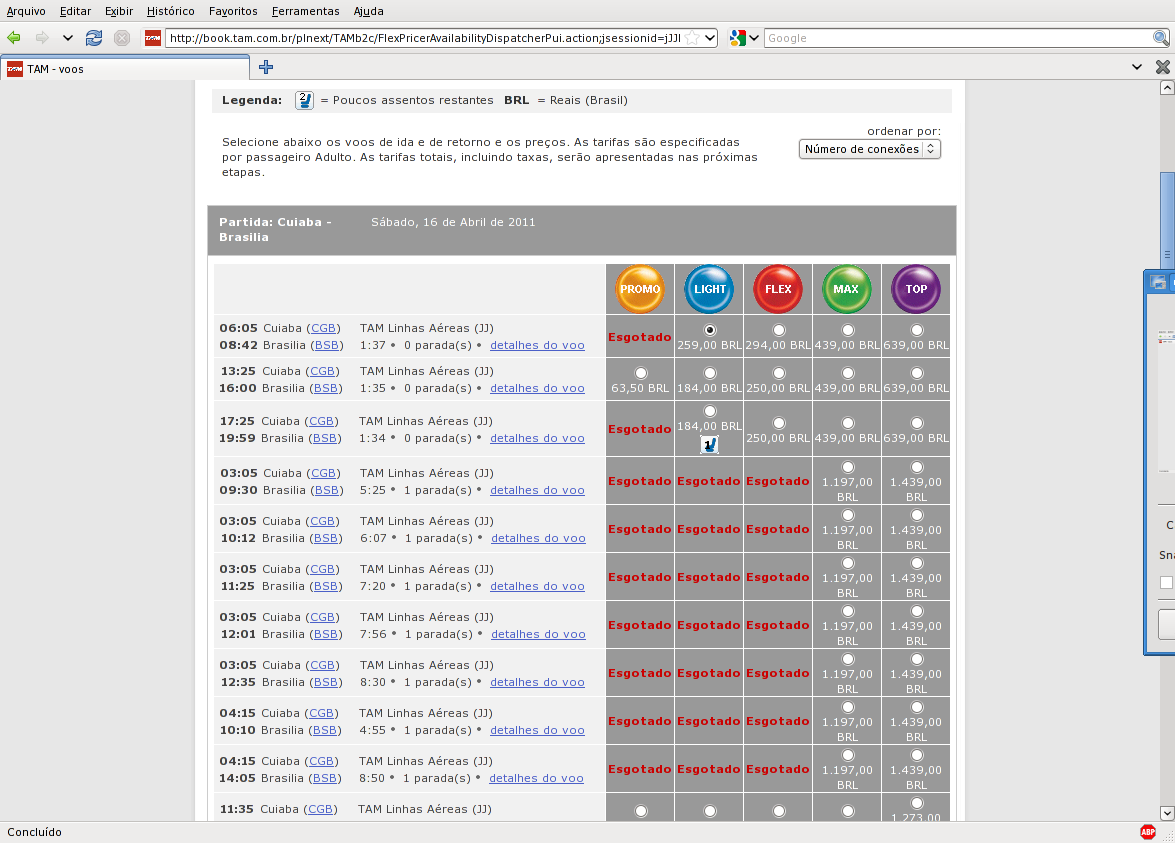 Arquivo Editar Exibir Histórico Favoritos Ferramentas Ajuda
TAM http://book.tam.com.br/plnext/TAMb2c/FlexPricerAvailabilityDispatcherPui.action;jsessionid=jJJl Google
TAM TAM - voos
Legenda: 2 = Poucos assentos restantes BRL = Reais (Brasil)
ordenar por:
Selecione abaixo os voos de ida e de retorno e os preços. As tarifas são especificadas
por passageiro Adulto. As tarifas totais, incluindo taxas, serão apresentadas nas próximas
etapas.
Número de conexões
Partida: Cuiaba - Sábado, 16 de Abril de 2011
Brasilia
PROMO LIGHT FLEX MAX TOP
06:05 Cuiaba (CGB) TAM Linhas Aéreas (JJ)
08:42 Brasilia (BSB) 1:37 • 0 parada(s) • detalhes do voo
Esgotado 259,00 BRL 294,00 BRL 439,00 BRL 639,00 BRL
13:25 Cuiaba (CGB) TAM Linhas Aéreas (JJ)
16:00 Brasilia (BSB) 1:35 • 0 parada(s) • detalhes do voo
63,50 BRL 184,00 BRL 250,00 BRL 439,00 BRL 639,00 BRL
17:25 Cuiaba (CGB) TAM Linhas Aéreas (JJ)
19:59 Brasilia (BSB) 1:34 • 0 parada(s) • detalhes do voo
Esgotado 184,00 BRL 1 250,00 BRL 439,00 BRL 639,00 BRL
03:05 Cuiaba (CGB) TAM Linhas Aéreas (JJ)
09:30 Brasilia (BSB) 5:25 • 1 parada(s) • detalhes do voo
Esgotado Esgotado Esgotado 1.197,00 BRL 1.439,00 BRL
03:05 Cuiaba (CGB) TAM Linhas Aéreas (JJ)
10:12 Brasilia (BSB) 6:07 • 1 parada(s) • detalhes do voo
Esgotado Esgotado Esgotado 1.197,00 BRL 1.439,00 BRL
03:05 Cuiaba (CGB) TAM Linhas Aéreas (JJ)
11:25 Brasilia (BSB) 7:20 • 1 parada(s) • detalhes do voo
Esgotado Esgotado Esgotado 1.197,00 BRL 1.439,00 BRL
03:05 Cuiaba (CGB) TAM Linhas Aéreas (JJ)
12:01 Brasilia (BSB) 7:56 • 1 parada(s) • detalhes do voo
Esgotado Esgotado Esgotado 1.197,00 BRL 1.439,00 BRL
03:05 Cuiaba (CGB) TAM Linhas Aéreas (JJ)
12:35 Brasilia (BSB) 8:30 • 1 parada(s) • detalhes do voo
Esgotado Esgotado Esgotado 1.197,00 BRL 1.439,00 BRL
04:15 Cuiaba (CGB) TAM Linhas Aéreas (JJ)
10:10 Brasilia (BSB) 4:55 • 1 parada(s) • detalhes do voo
Esgotado Esgotado Esgotado 1.197,00 BRL 1.439,00 BRL
04:15 Cuiaba (CGB) TAM Linhas Aéreas (JJ)
14:05 Brasilia (BSB) 8:50 • 1 parada(s) • detalhes do voo
Esgotado Esgotado Esgotado 1.197,00 BRL 1.439,00 BRL
11:35 Cuiaba (CGB) TAM Linhas Aéreas (JJ)
1.273,00
C
Sna
Concluído ABP